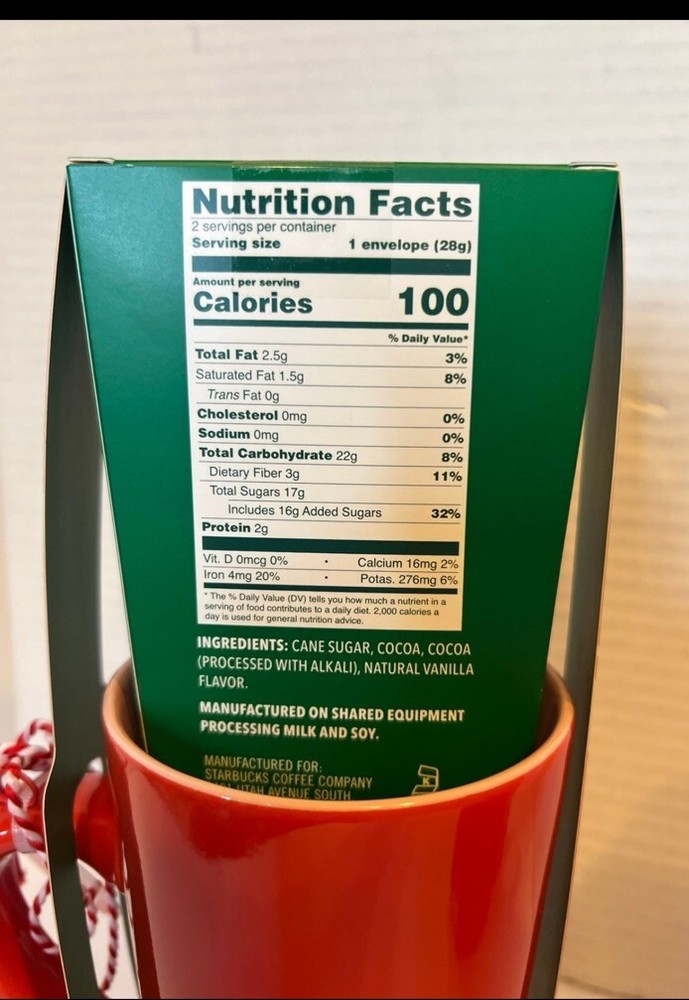 Nutrition Facts
2 servings per container
Serving size 1 envelope (28g)
Amount per serving
Calories 100
% Daily Value*
Total Fat 2.5g 3%
Saturated Fat 1.5g 8%
Trans Fat 0g
Cholesterol 0mg 0%
Sodium 0mg 0%
Total Carbohydrate 22g 8%
Dietary Fiber 3g 11%
Total Sugars 17g
Includes 16g Added Sugars 32%
Protein 2g
Vit. D 0mcg 0% • Calcium 16mg 2%
Iron 4mg 20% • Potas. 276mg 6%
* The % Daily Value (DV) tells you how much a nutrient in a
serving of food contributes to a daily diet. 2,000 calories a
day is used for general nutrition advice.
INGREDIENTS: CANE SUGAR, COCOA, COCOA
(PROCESSED WITH ALKALI), NATURAL VANILLA
FLAVOR.
MANUFACTURED ON SHARED EQUIPMENT
PROCESSING MILK AND SOY.
MANUFACTURED FOR:
STARBUCKS COFFEE COMPANY
UTAH AVENUE SOUTH
K